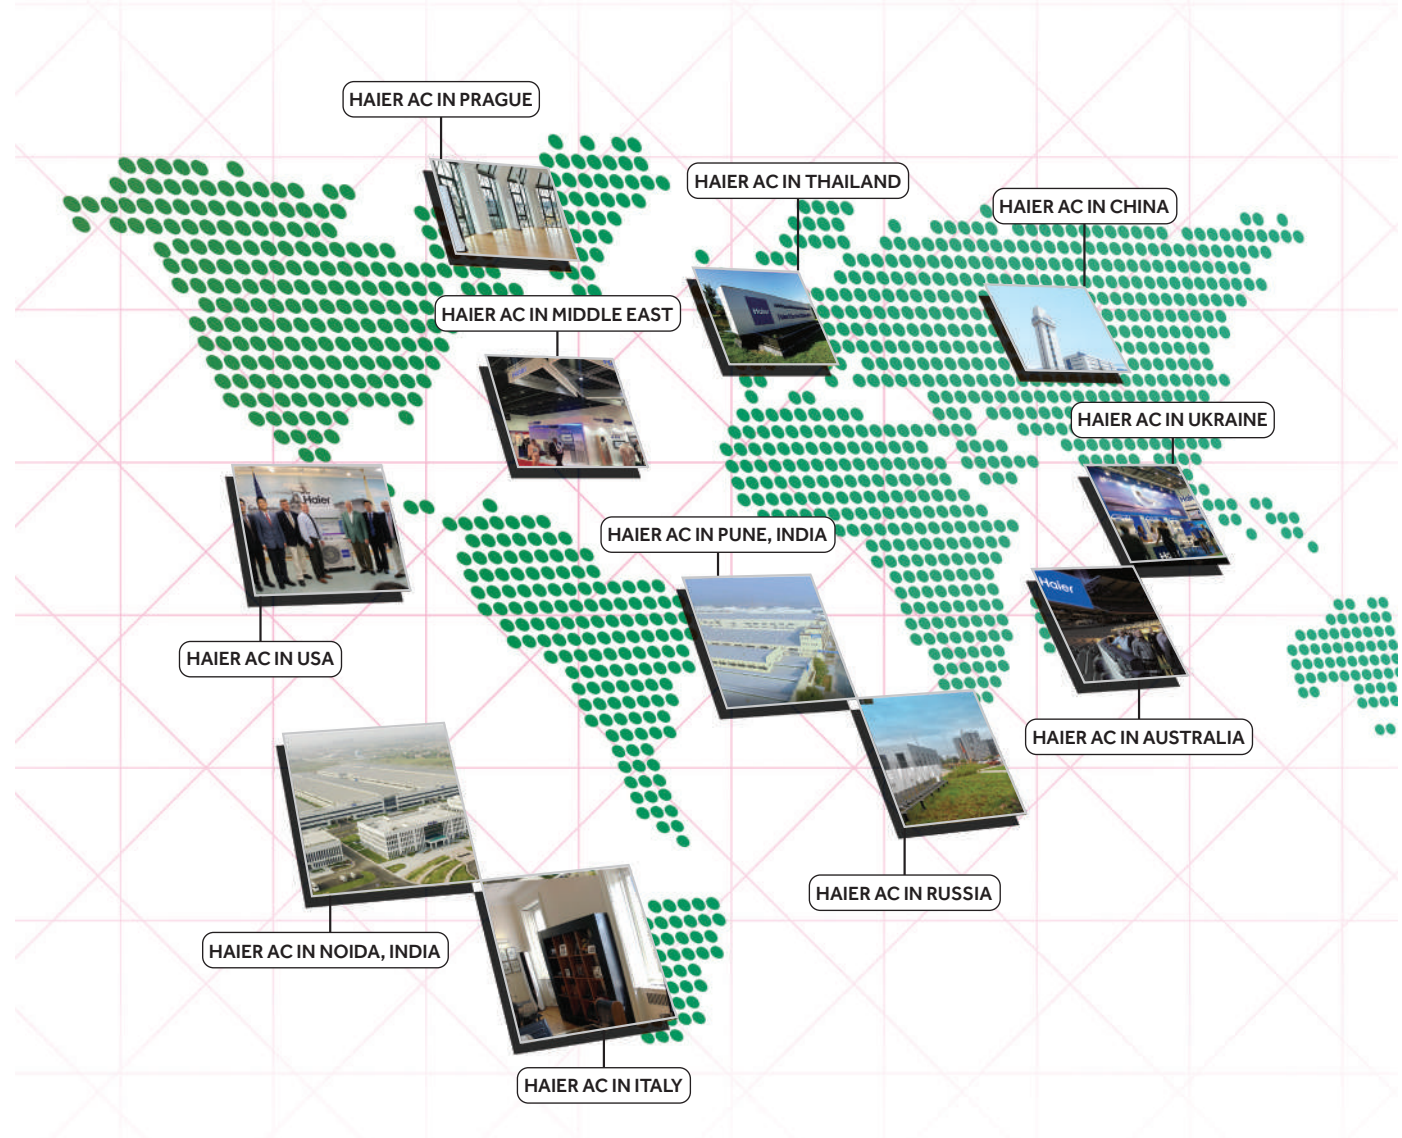 HAIER AC IN PRAGUE
HAIER AC IN THAILAND
HAIER AC IN CHINA
HAIER AC IN MIDDLE EAST
Haier
HAIER AC IN UKRAINE
Haier
HAIER AC IN PUNE, INDIA
Haier
HAIER AC IN USA
HAIER AC IN AUSTRALIA
HAIER AC IN RUSSIA
HAIER AC IN NOIDA, INDIA
HAIER AC IN ITALY